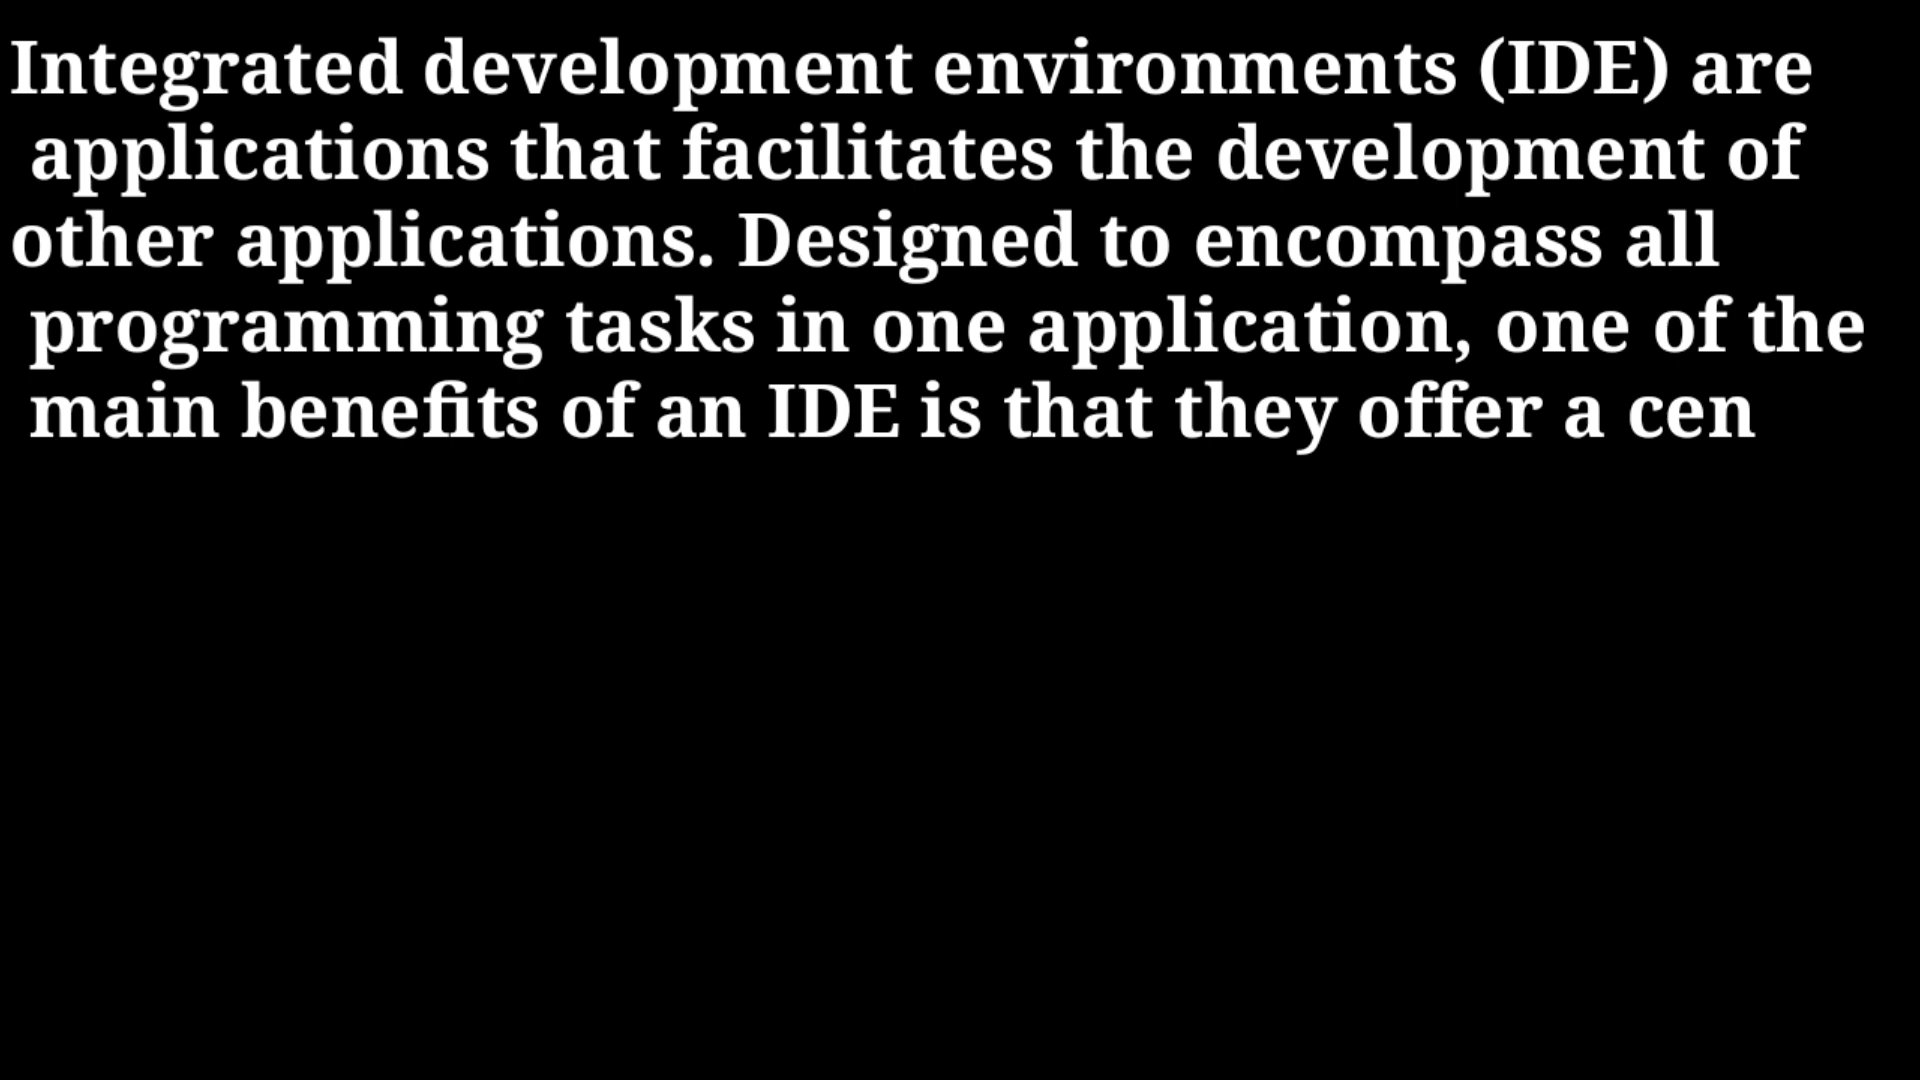 Integrated development environments (IDE) are
applications that facilitates the development of
other applications. Designed to encompass all
programming tasks in one application, one of the
main benefits of an IDE is that they offer a cen